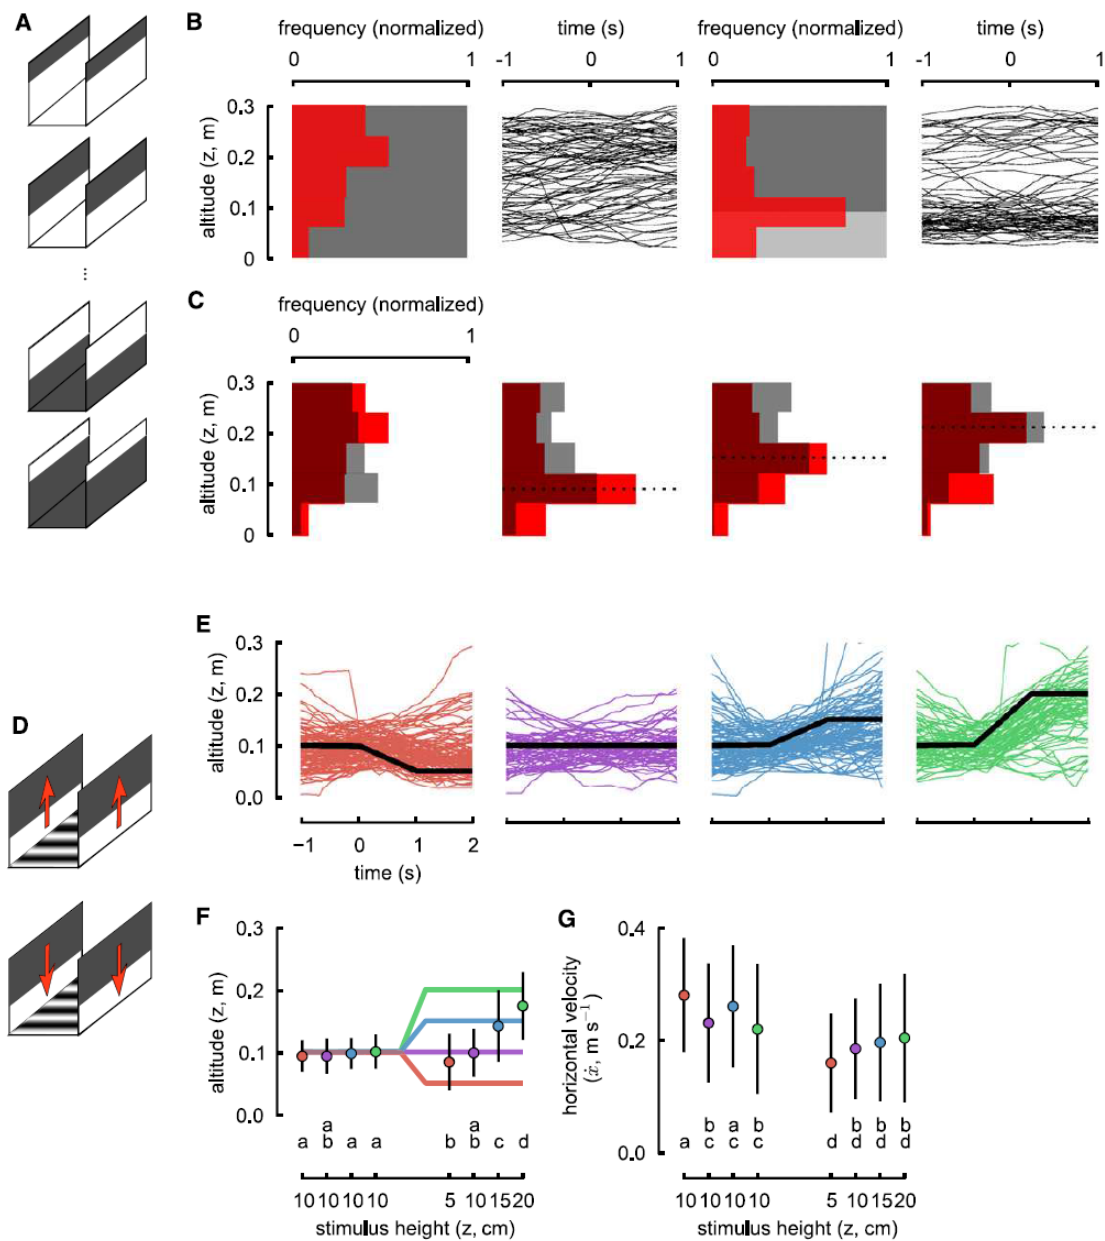 A
B
frequency (normalized)
time (s)
frequency (normalized)
time (s)
0 1
-1 0 1
0 1
-1 0 1
altitude (z, m)
0.3
0.2
0.1
0
...
C
frequency (normalized)
0 1
altitude (z, m)
0.3
0.2
0.1
0
D
E
altitude (z, m)
0.3
0.2
0.1
0.0
−1 0 1 2
time (s)
F
altitude (z, m)
0.3
0.2
0.1
0.0
a a b a a b a b c d
10 10 10 10 5 10 15 20
stimulus height (z, cm)
G
horizontal velocity
(ẋ, m s⁻¹)
0.4
0.2
0.0
a b c a c b c d b d b d b d
10 10 10 10 5 10 15 20
stimulus height (z, cm)